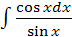 ∫ cos x dx / sin x